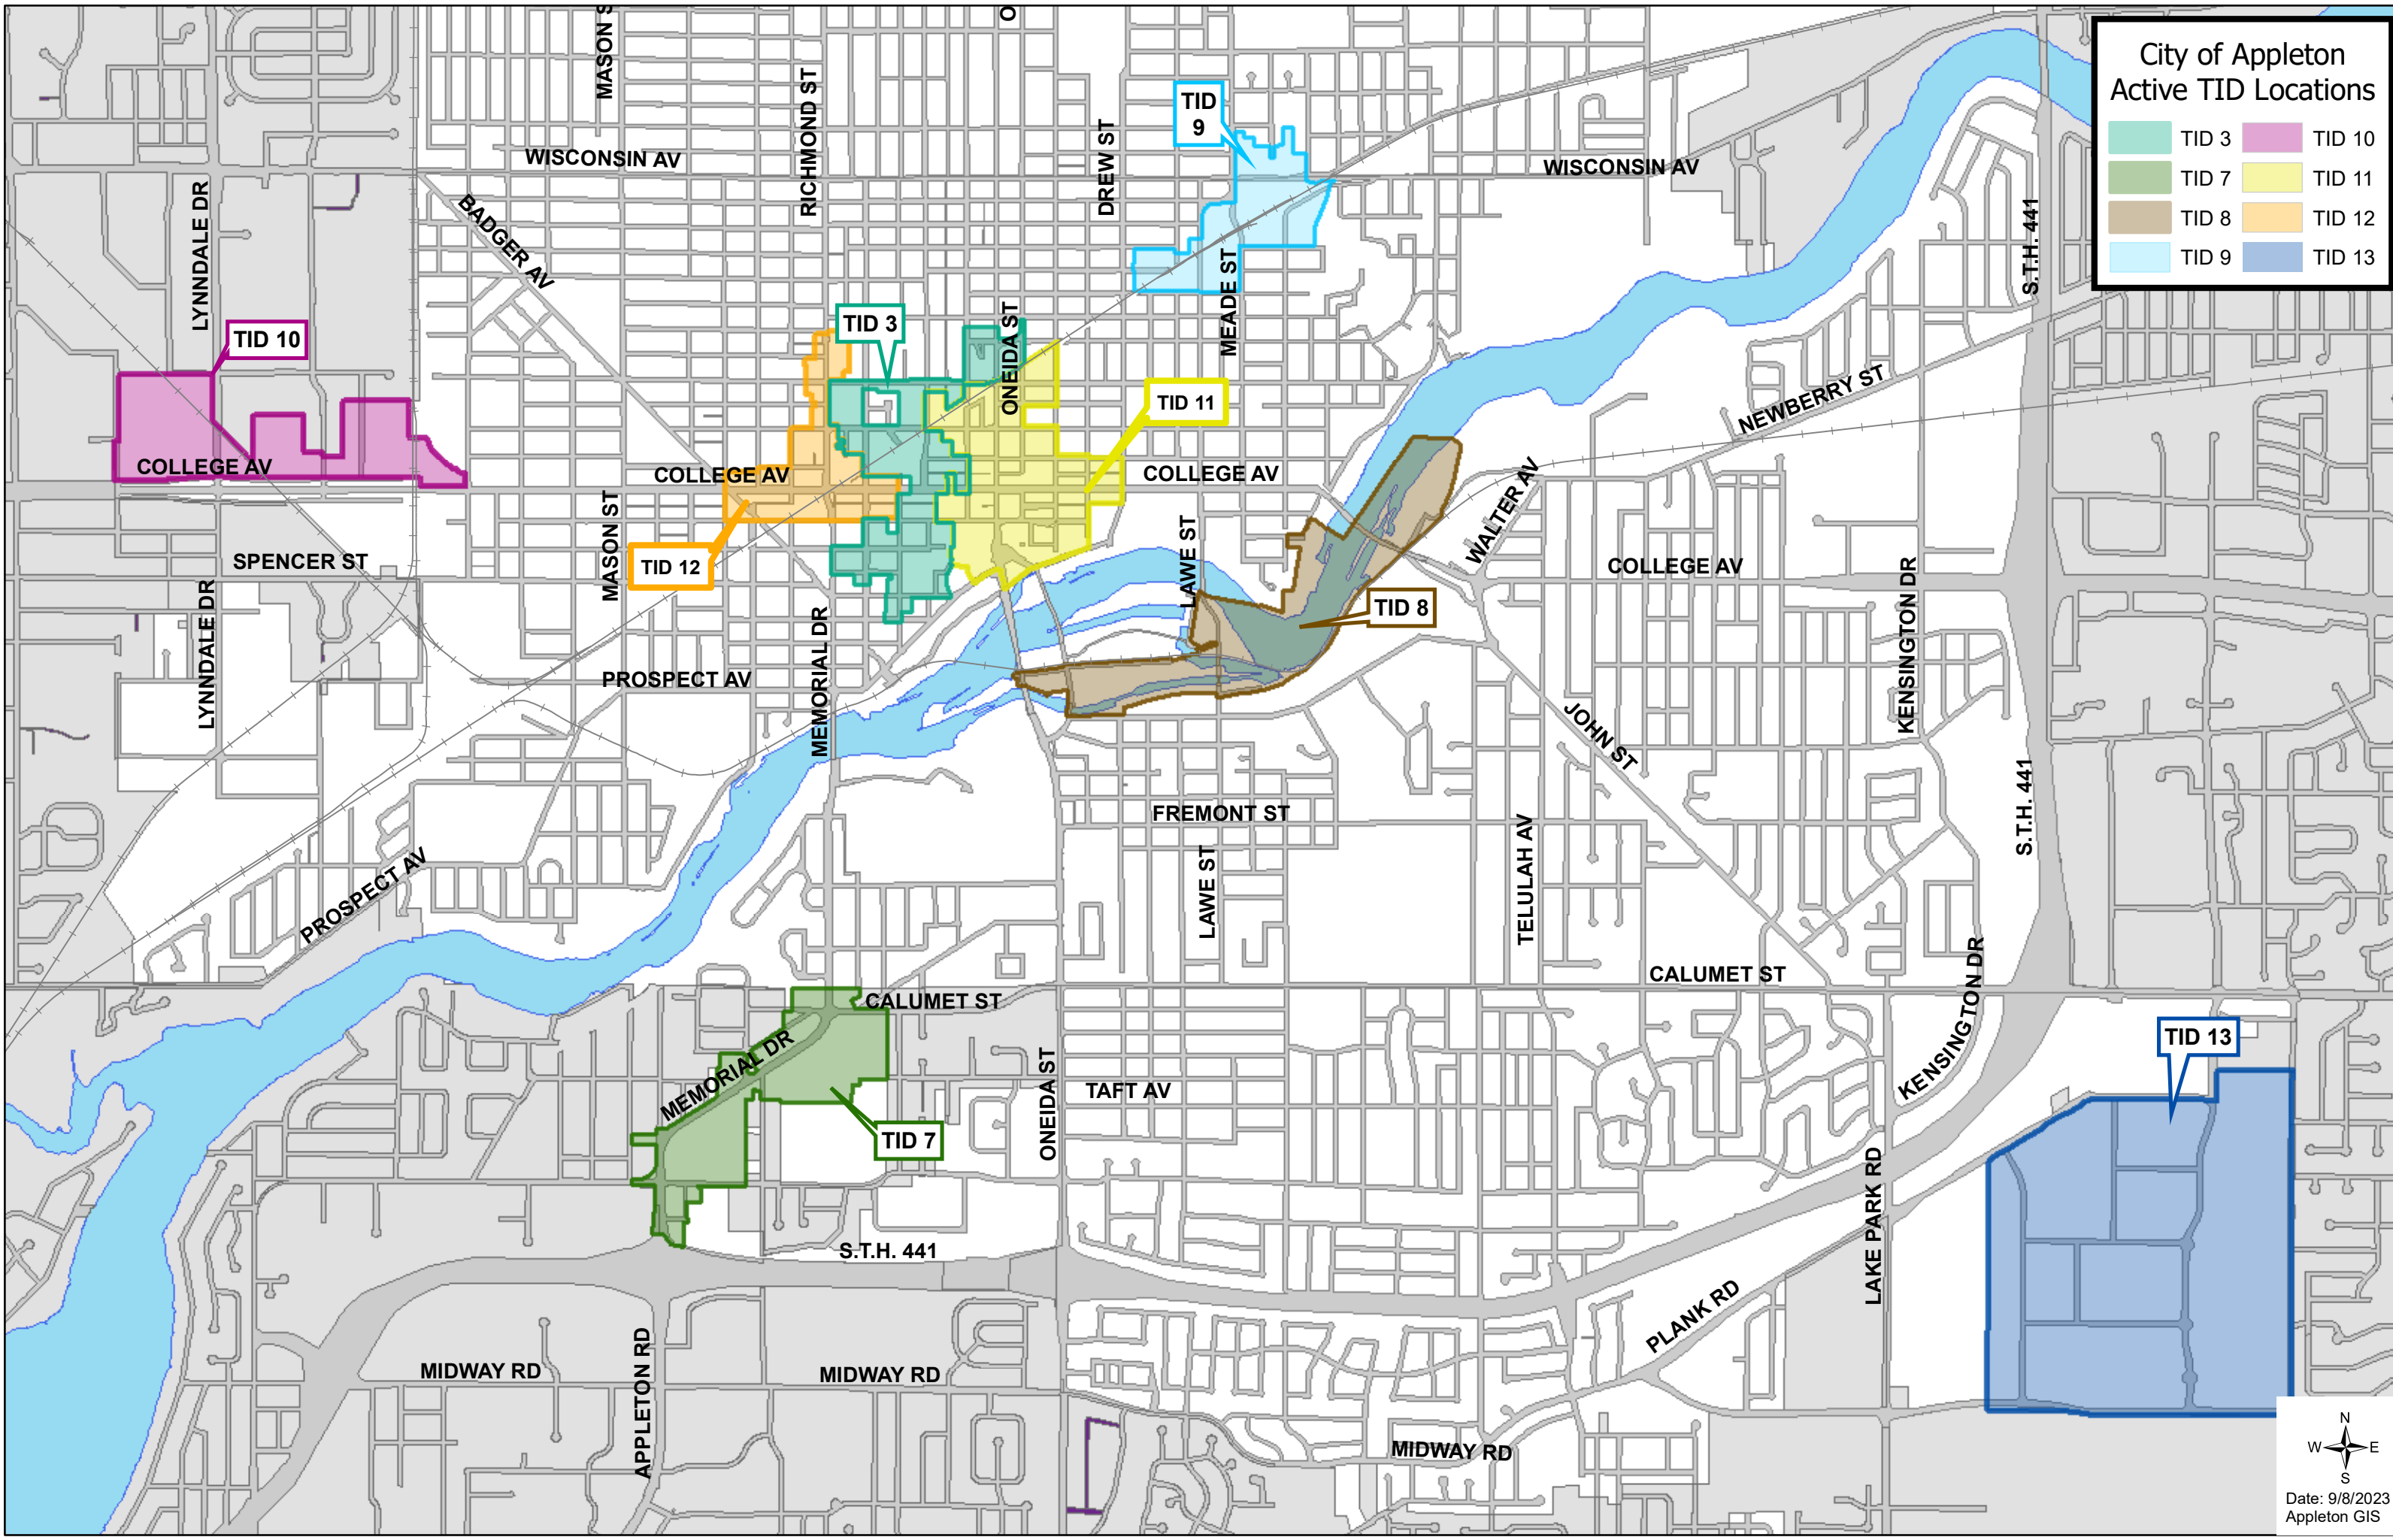 MASON S
O
City of Appleton
Active TID Locations
TID 3
TID 10
TID 7
TID 11
TID 8
TID 12
TID 9
TID 13
TID
9
RICHMOND ST
DREW ST
WISCONSIN AV
WISCONSIN AV
LYNNDALE DR
BADGER AV
S.T.H. 441
MEADE ST
TID 10
TID 3
ONEIDA ST
TID 11
NEWBERRY ST
COLLEGE AV
COLLEGE AV
COLLEGE AV
WALTER AV
MASON ST
LAWE ST
SPENCER ST
TID 12
COLLEGE AV
KENSINGTON DR
TID 8
LYNNDALE DR
MEMORIAL DR
PROSPECT AV
JOHN ST
S.T.H. 441
FREMONT ST
TELULAH AV
LAWE ST
PROSPECT AV
CALUMET ST
CALUMET ST
KENSINGTON DR
MEMORIAL DR
ONEIDA ST
TAFT AV
TID 13
TID 7
LAKE PARK RD
S.T.H. 441
PLANK RD
APPLETON RD
MIDWAY RD
MIDWAY RD
MIDWAY RD
N
W E
S
Date: 9/8/2023
Appleton GIS